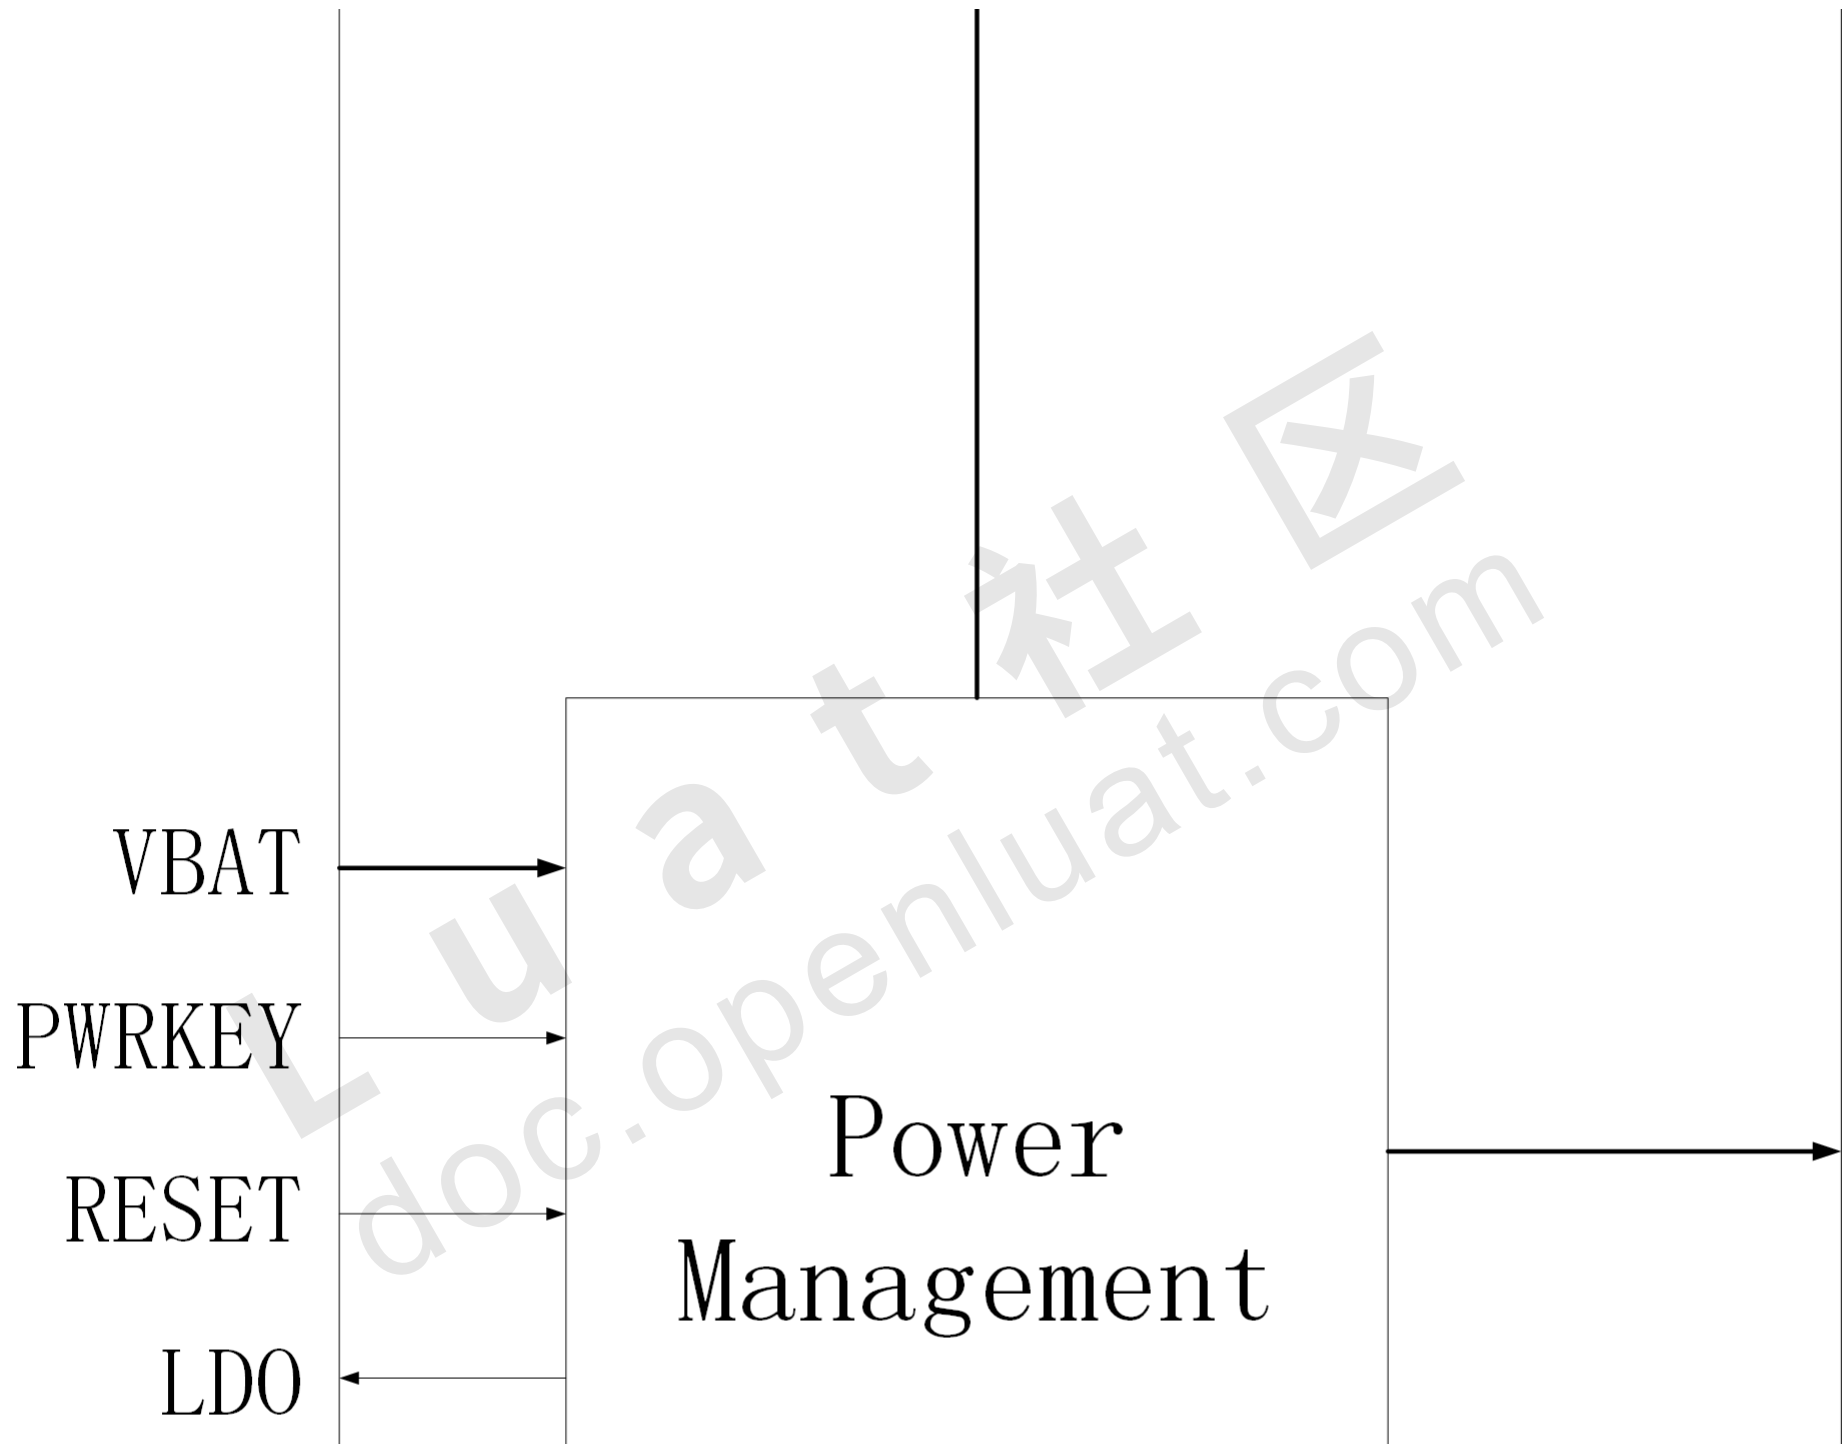 VBAT
PWRKEY
RESET
LDO
Power
Management
Luat社区
doc.openluat.com